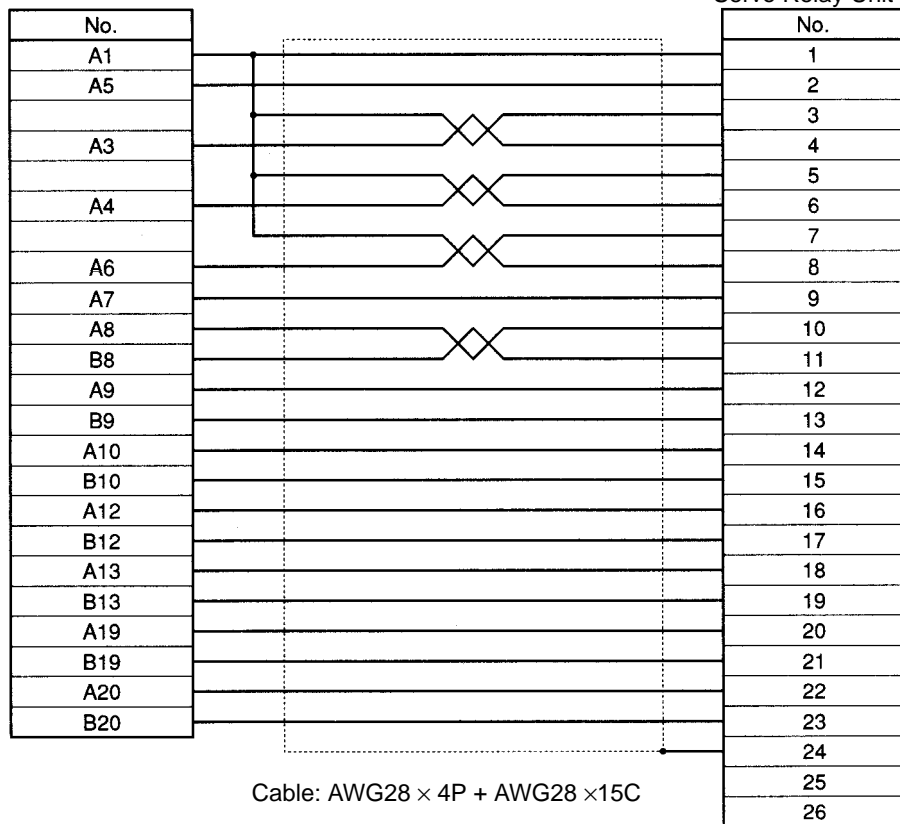 Servo Relay Unit
No. No.
A1 1
A5 2
3
A3 4
5
A4 6
7
A6 8
A7 9
A8 10
B8 11
A9 12
B9 13
A10 14
B10 15
A12 16
B12 17
A13 18
B13 19
A19 20
B19 21
A20 22
B20 23
24
25
26
Cable: AWG28 × 4P + AWG28 ×15C